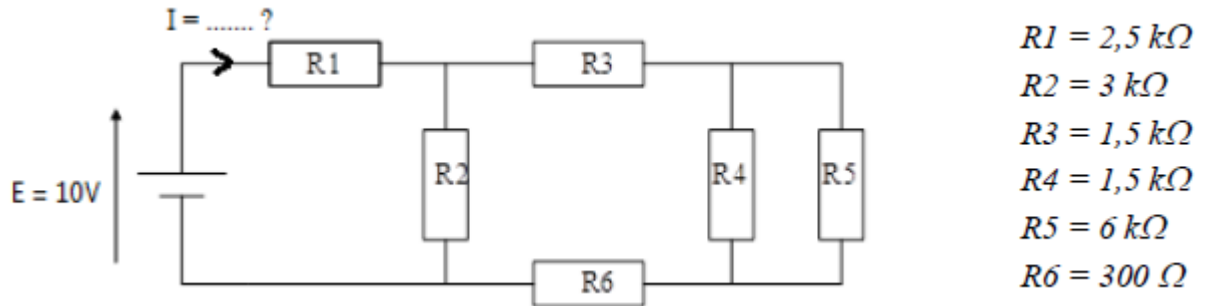 I = ....... ?
R1
R3
R2
R4
R5
E = 10V
R6
R1 = 2,5 kΩ
R2 = 3 kΩ
R3 = 1,5 kΩ
R4 = 1,5 kΩ
R5 = 6 kΩ
R6 = 300 Ω